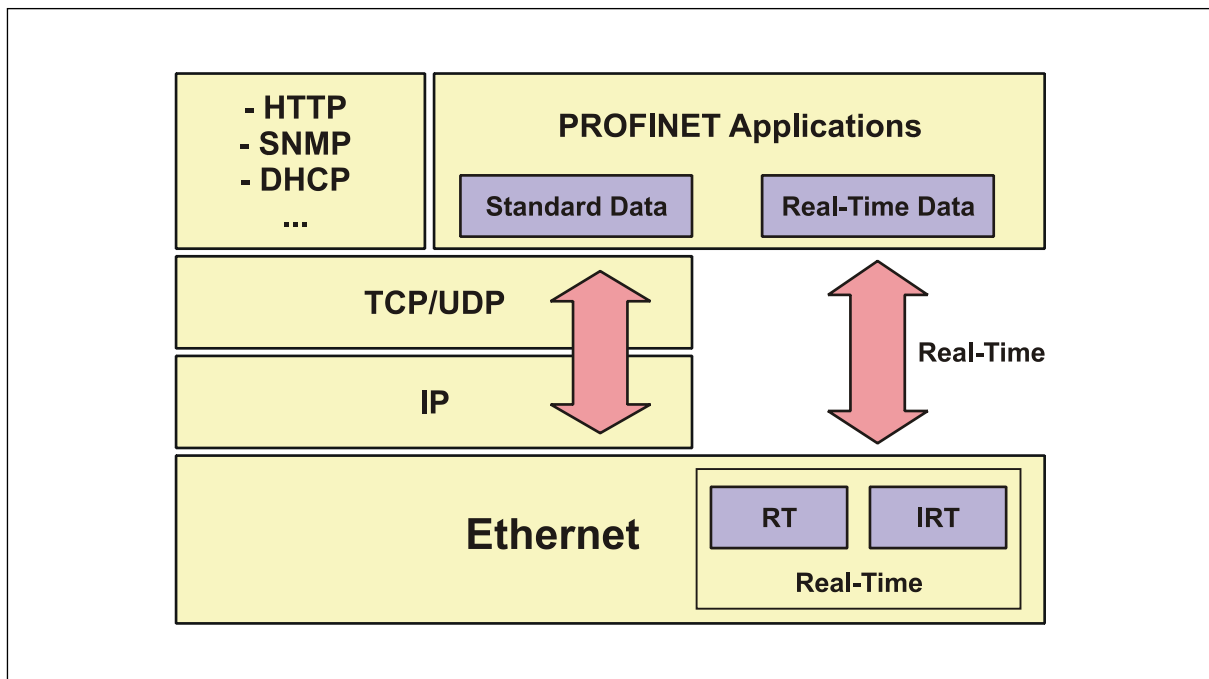 - HTTP
- SNMP
- DHCP
...
PROFINET Applications
Standard Data
Real-Time Data
TCP/UDP
Real-Time
IP
Ethernet
RT
IRT
Real-Time